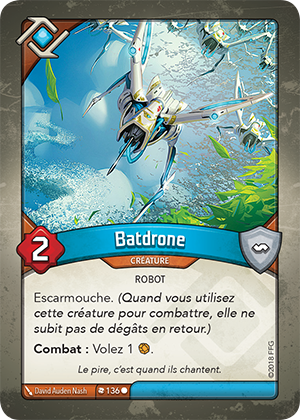 Batdrone
CRÉATURE
2
ROBOT
Escarmouche. (Quand vous utilisez
cette créature pour combattre, elle ne
subit pas de dégâts en retour.)
Combat : Volez 1 .
Le pire, c'est quand ils chantent.
David Auden Nash
136
©2018 FFG